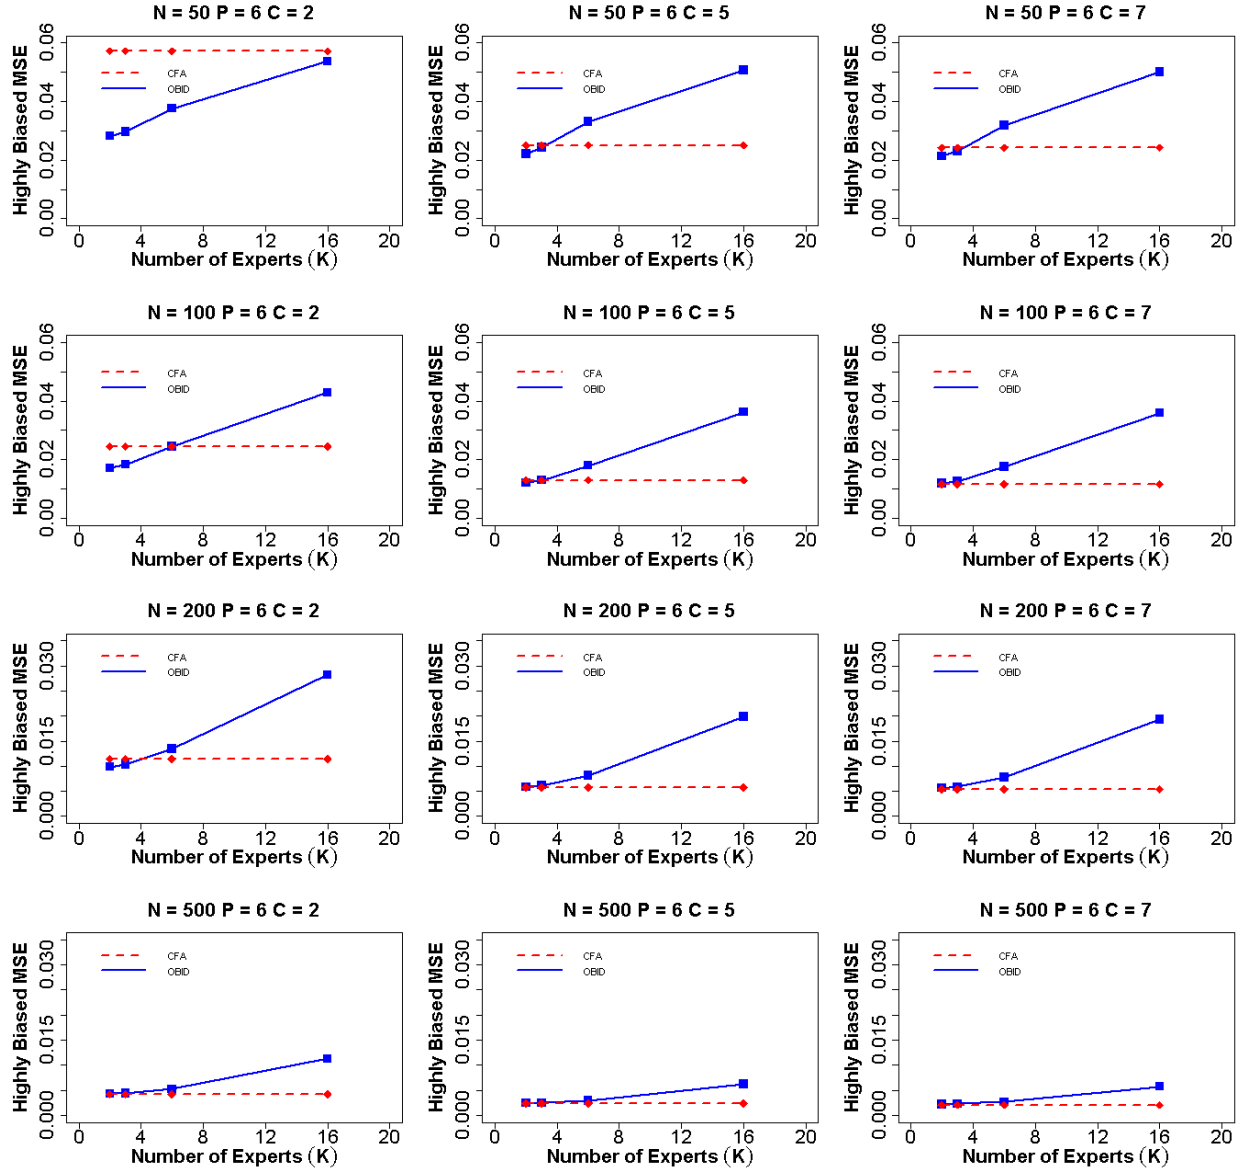 N = 50 P = 6 C = 2
Highly Biased MSE
0.00 0.02 0.04 0.06
CFA
OBID
0 4 8 12 16 20
Number of Experts (K)
N = 50 P = 6 C = 5
Highly Biased MSE
0.00 0.02 0.04 0.06
CFA
OBID
0 4 8 12 16 20
Number of Experts (K)
N = 50 P = 6 C = 7
Highly Biased MSE
0.00 0.02 0.04 0.06
CFA
OBID
0 4 8 12 16 20
Number of Experts (K)
N = 100 P = 6 C = 2
Highly Biased MSE
0.00 0.02 0.04 0.06
CFA
OBID
0 4 8 12 16 20
Number of Experts (K)
N = 100 P = 6 C = 5
Highly Biased MSE
0.00 0.02 0.04 0.06
CFA
OBID
0 4 8 12 16 20
Number of Experts (K)
N = 100 P = 6 C = 7
Highly Biased MSE
0.00 0.02 0.04 0.06
CFA
OBID
0 4 8 12 16 20
Number of Experts (K)
N = 200 P = 6 C = 2
Highly Biased MSE
0.000 0.015 0.030
CFA
OBID
0 4 8 12 16 20
Number of Experts (K)
N = 200 P = 6 C = 5
Highly Biased MSE
0.000 0.015 0.030
CFA
OBID
0 4 8 12 16 20
Number of Experts (K)
N = 200 P = 6 C = 7
Highly Biased MSE
0.000 0.015 0.030
CFA
OBID
0 4 8 12 16 20
Number of Experts (K)
N = 500 P = 6 C = 2
Highly Biased MSE
0.000 0.015 0.030
CFA
OBID
0 4 8 12 16 20
Number of Experts (K)
N = 500 P = 6 C = 5
Highly Biased MSE
0.000 0.015 0.030
CFA
OBID
0 4 8 12 16 20
Number of Experts (K)
N = 500 P = 6 C = 7
Highly Biased MSE
0.000 0.015 0.030
CFA
OBID
0 4 8 12 16 20
Number of Experts (K)